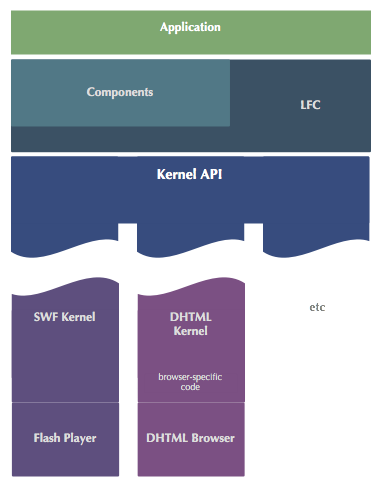 Application
Components
LFC
Kernel API
SWF Kernel
DHTML
Kernel
etc
browser-specific
code
Flash Player
DHTML Browser